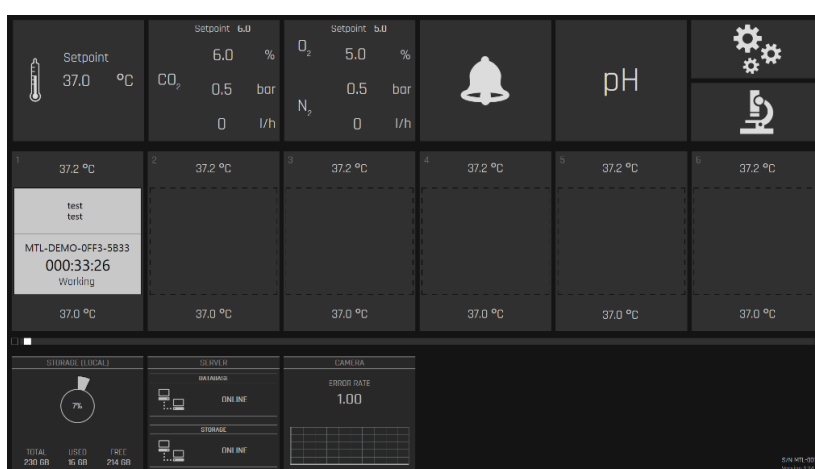 Setpoint
37.0 °C
Setpoint 6.0
CO2
6.0 %
0.5 bar
0 l/h
Setpoint 5.0
O2
5.0 %
N2
0.5 bar
0 l/h
pH
1
37.2 °C
2
37.2 °C
3
37.2 °C
4
37.2 °C
5
37.2 °C
6
37.2 °C
test
test
MTL-DEMO-0FF3-5B33
000:33:26
Working
37.0 °C
37.0 °C
37.0 °C
37.0 °C
37.0 °C
37.0 °C
STORAGE (LOCAL)
7%
TOTAL USED FREE
230 GB 16 GB 214 GB
SERVER
DATABASE
ONLINE
STORAGE
ONLINE
CAMERA
ERROR RATE
1.00
S/N MTL-00